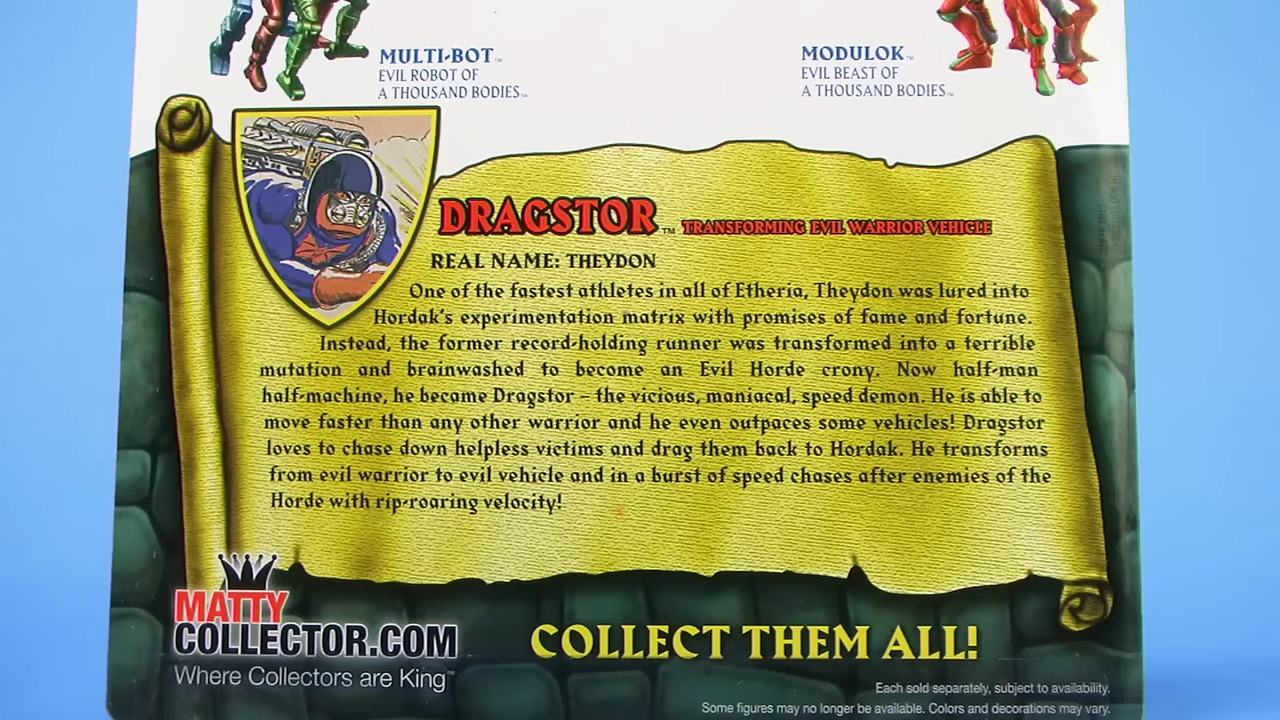 MULTI-BOT™
EVIL ROBOT OF
A THOUSAND BODIES™
MODULOK™
EVIL BEAST OF
A THOUSAND BODIES™
DRAGSTOR™ TRANSFORMING EVIL WARRIOR VEHICLE
REAL NAME: THEYDON
One of the fastest athletes in all of Etheria, Theydon was lured into
Hordak's experimentation matrix with promises of fame and fortune.
Instead, the former record-holding runner was transformed into a terrible
mutation and brainwashed to become an Evil Horde crony. Now half-man
half-machine, he became Dragstor – the vicious, maniacal, speed demon. He is able to
move faster than any other warrior and he even outpaces some vehicles! Dragstor
loves to chase down helpless victims and drag them back to Hordak. He transforms
from evil warrior to evil vehicle and in a burst of speed chases after enemies of the
Horde with rip-roaring velocity!
MATTY
COLLECTOR.COM
Where Collectors are King™
COLLECT THEM ALL!
Each sold separately, subject to availability.
Some figures may no longer be available. Colors and decorations may vary.